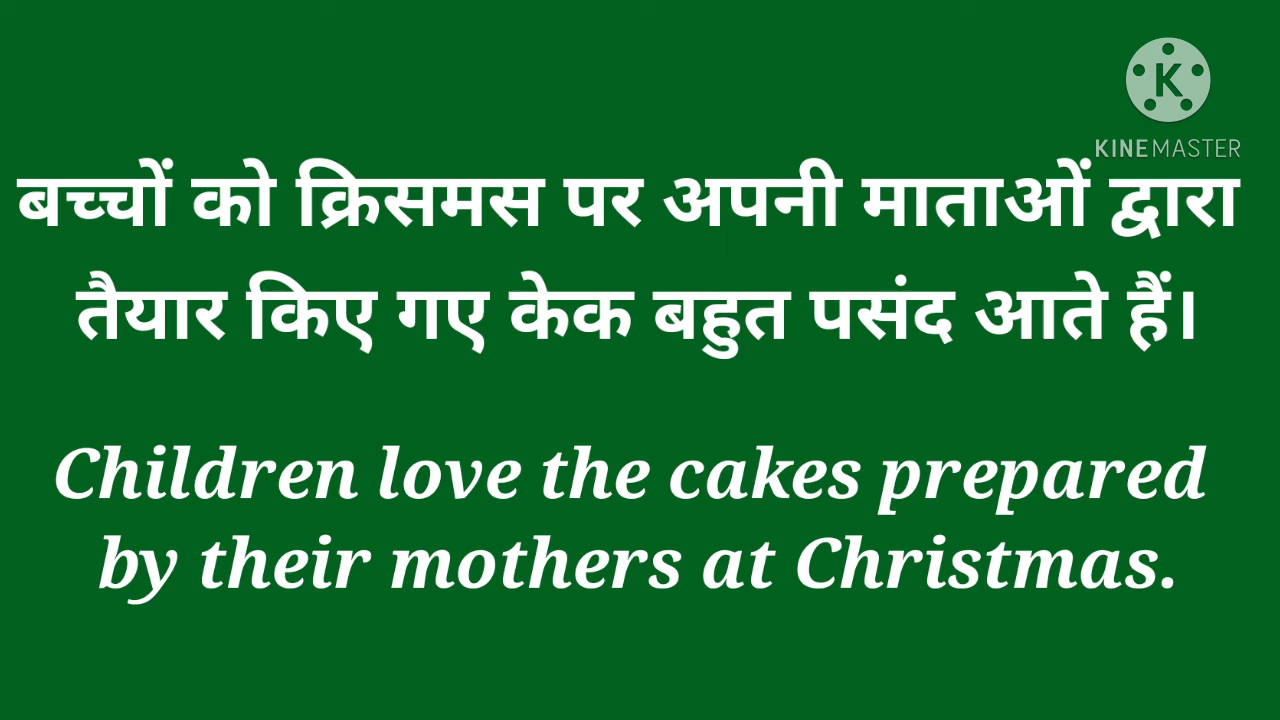 K
KINEMASTER
बच्चों को क्रिसमस पर अपनी माताओं द्वारा
तैयार किए गए केक बहुत पसंद आते हैं।
Children love the cakes prepared
by their mothers at Christmas.